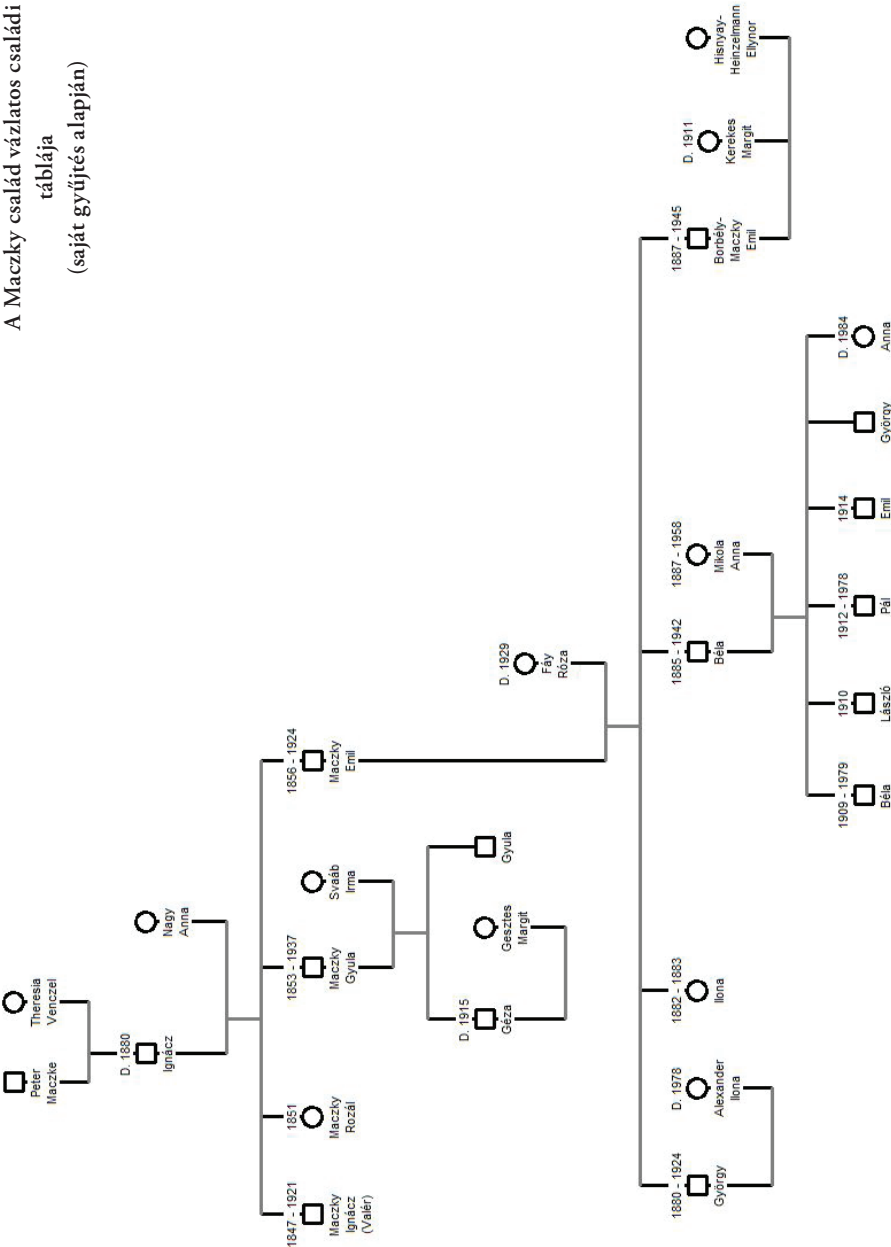 A Maczky család vázlatos családi
táblája
(saját gyűjtés alapján)
Peter
Maczke
Theresia
Venczel
D. 1880
Ignácz
Nagy
Anna
1847 - 1921
Maczky
Ignácz
(Valér)
1851
Maczky
Rozál
1853 - 1937
Maczky
Gyula
Svaáb
Irma
1856 - 1924
Maczky
Emil
D. 1915
Géza
Gesztes
Margit
Gyula
D. 1929
Fáy
Róza
1880 - 1924
György
D. 1978
Alexander
Ilona
1882 - 1883
Ilona
1885 - 1942
Béla
1887 - 1958
Mikola
Anna
1887 - 1945
Borbély-
Maczky
Emil
D. 1911
Kerekes
Margit
Hisnyay-
Heinzelmann
Ellynor
1909 - 1979
Béla
1910
László
1912 - 1978
Pál
1914
Emil
György
D. 1984
Anna